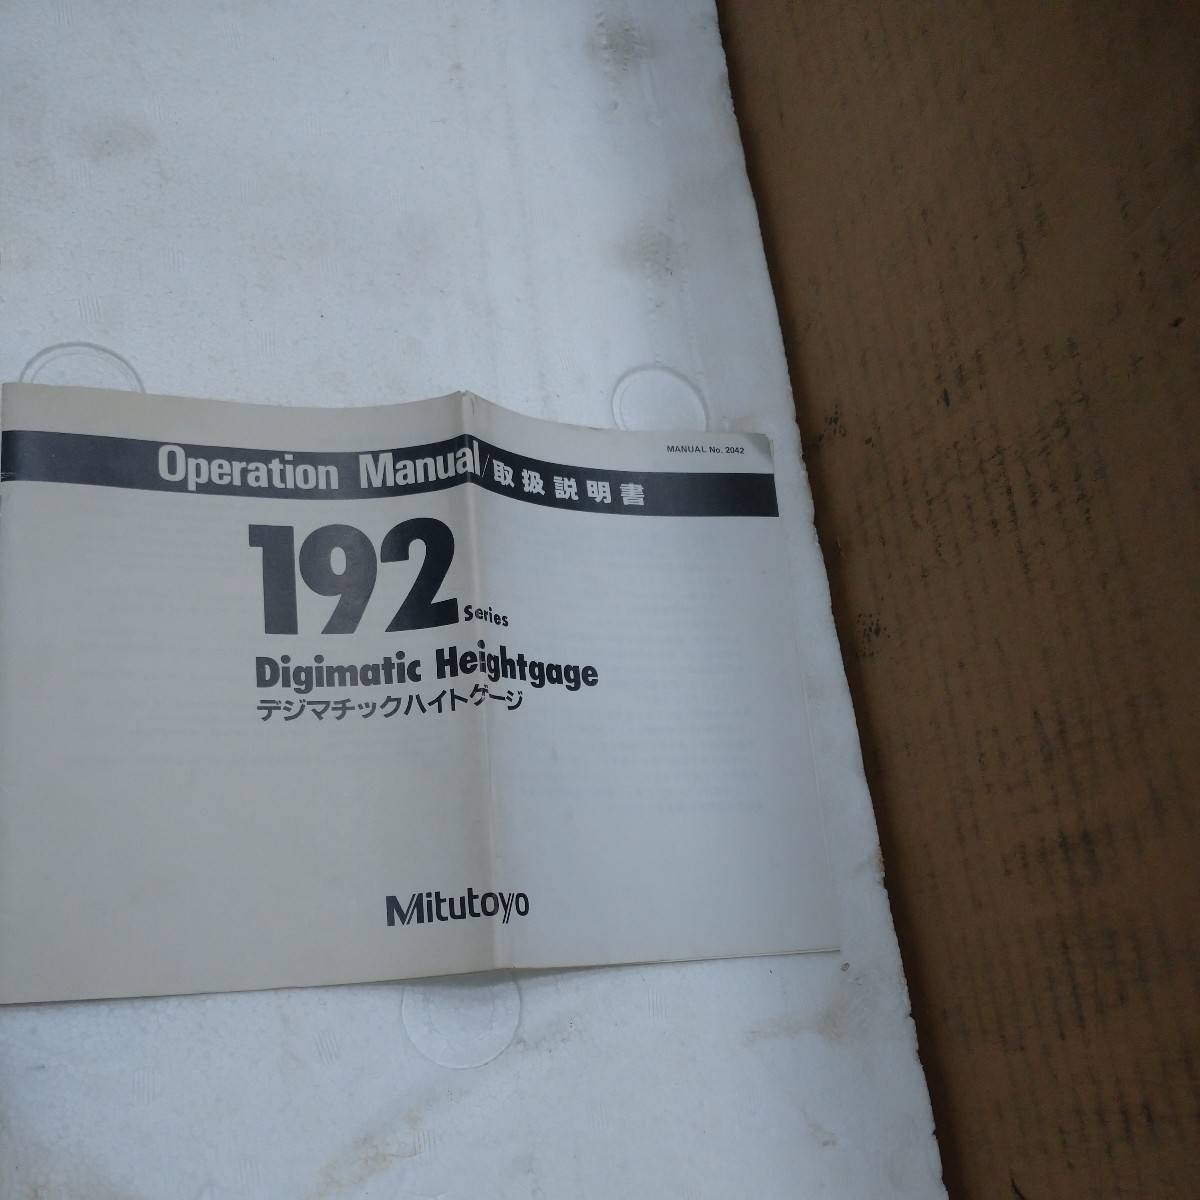 MANUAL No. 2042
Operation Manual/取扱説明書
192 Series
Digimatic Heightgage
デジマチックハイトゲージ
Mitutoyo